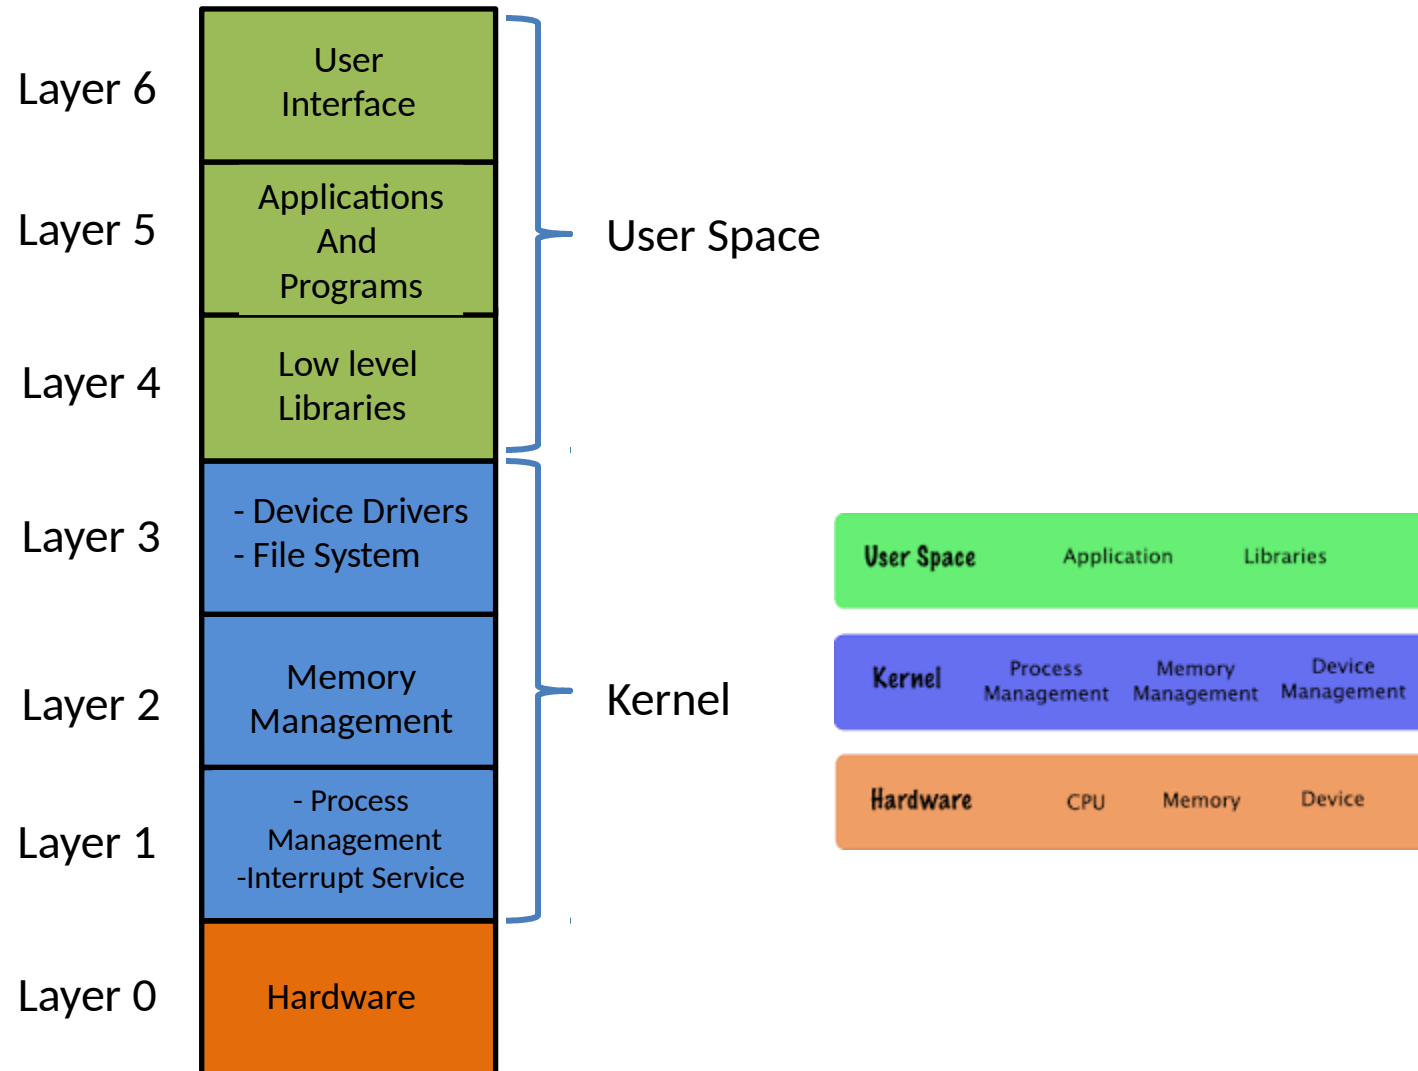 Layer 6
User
Interface
Layer 5
Applications
And
Programs
User Space
Layer 4
Low level
Libraries
Layer 3
- Device Drivers
- File System
Layer 2
Memory
Management
Kernel
Layer 1
- Process
Management
-Interrupt Service
Layer 0
Hardware
User Space Application Libraries
Kernel
Process
Management
Memory
Management
Device
Management
Hardware CPU Memory Device